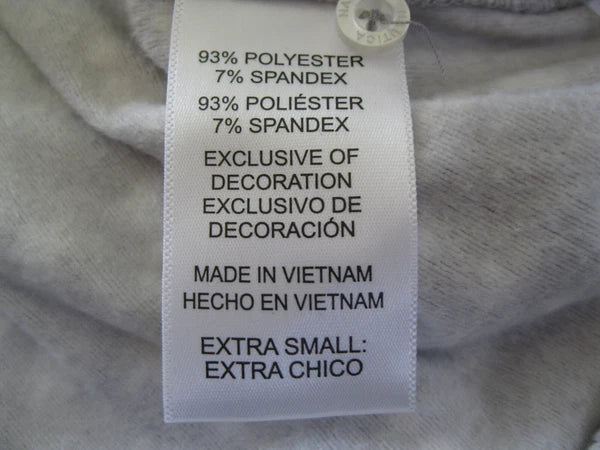 NAUTICA
93% POLYESTER
7% SPANDEX
93% POLIÉSTER
7% SPANDEX
EXCLUSIVE OF
DECORATION
EXCLUSIVO DE
DECORACIÓN
MADE IN VIETNAM
HECHO EN VIETNAM
EXTRA SMALL:
EXTRA CHICO